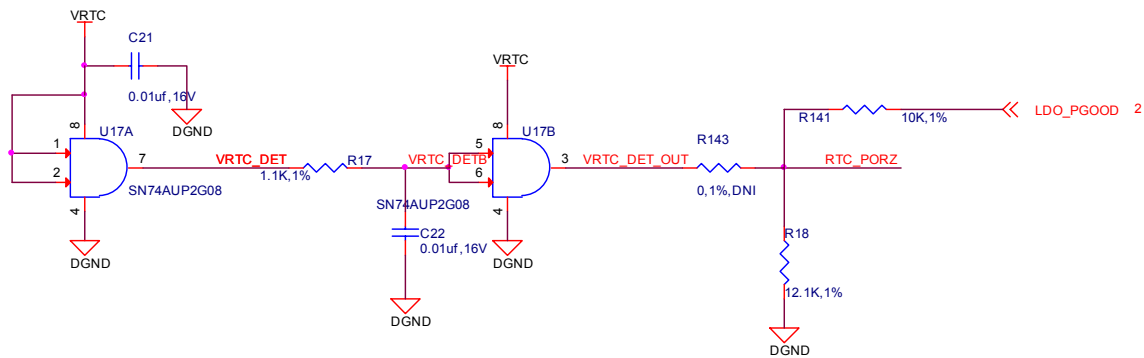 VRTC
C21
0.01uf,16V
DGND
8
U17A
1
2
7
4
SN74AUP2G08
DGND
VRTC_DET
R17
1.1K,1%
VRTC_DETB
SN74AUP2G08
C22
0.01uf,16V
DGND
VRTC
8
U17B
5
6
3
4
DGND
VRTC_DET_OUT
R143
0,1%,DNI
R141
10K,1%
LDO_PGOOD 2
RTC_PORZ
R18
12.1K,1%
DGND